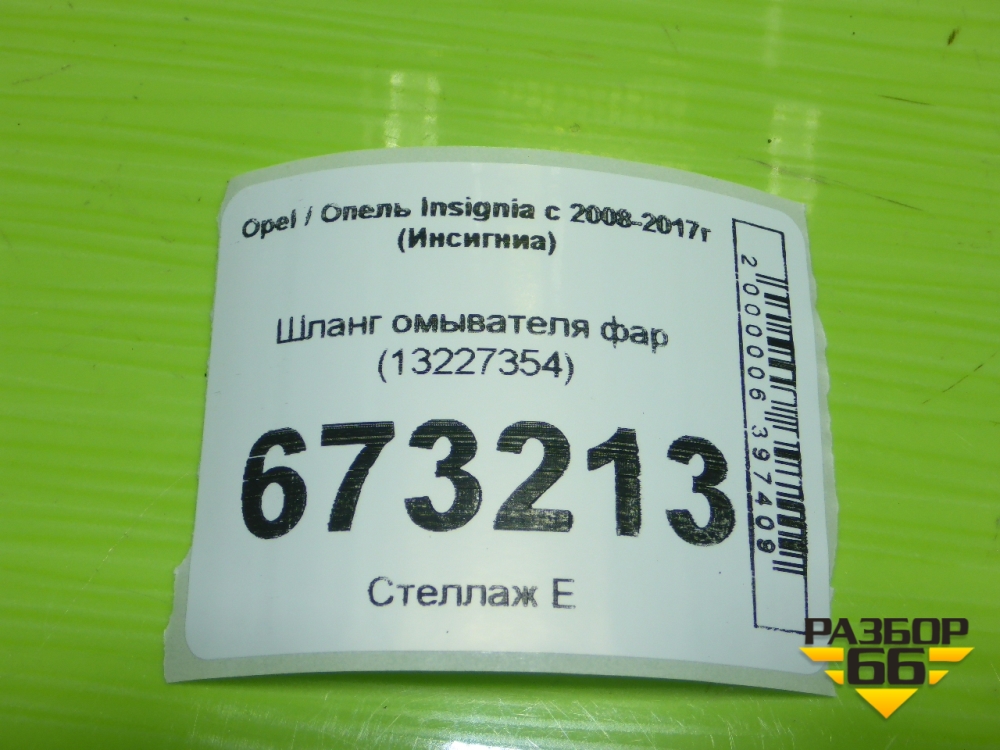 Opel / Опель Insignia с 2008-2017г
(Инсигниа)
Шланг омывателя фар
(13227354)
673213
Стеллаж Е
2000006397409
РАЗБОР
66